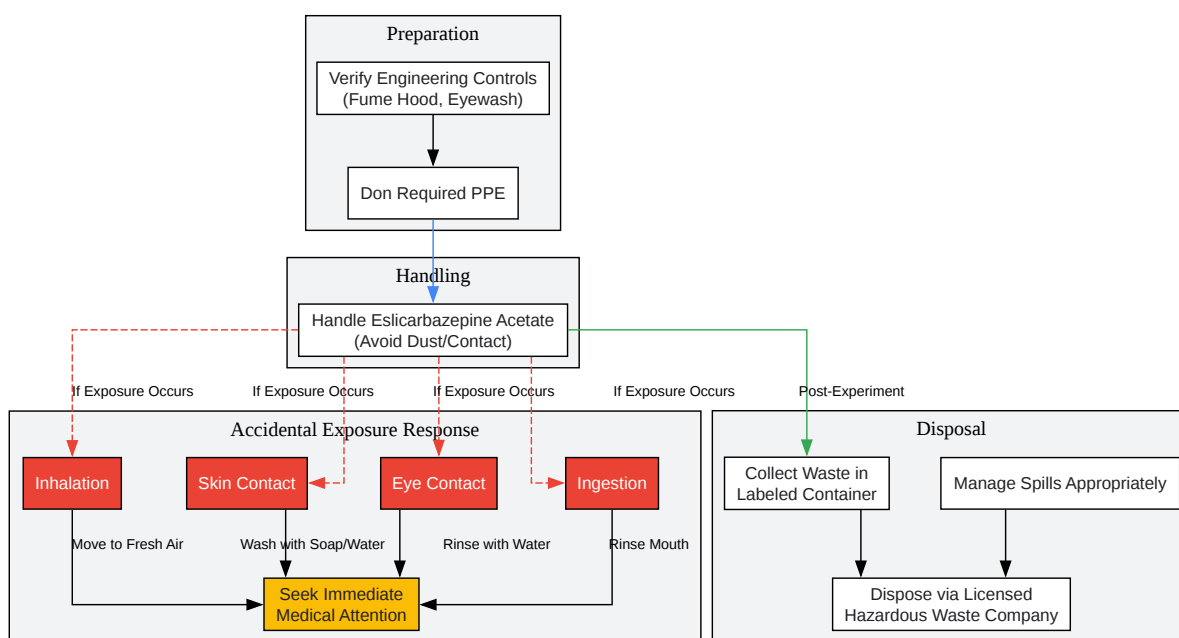 Preparation
Verify Engineering Controls
(Fume Hood, Eyewash)
Don Required PPE
Handling
Handle Eslicarbazepine Acetate
(Avoid Dust/Contact)
If Exposure Occurs
If Exposure Occurs
If Exposure Occurs
If Exposure Occurs
Post-Experiment
Accidental Exposure Response
Inhalation
Skin Contact
Eye Contact
Ingestion
Move to Fresh Air
Wash with Soap/Water
Rinse with Water
Rinse Mouth
Seek Immediate
Medical Attention
Disposal
Collect Waste in
Labeled Container
Manage Spills Appropriately
Dispose via Licensed
Hazardous Waste Company